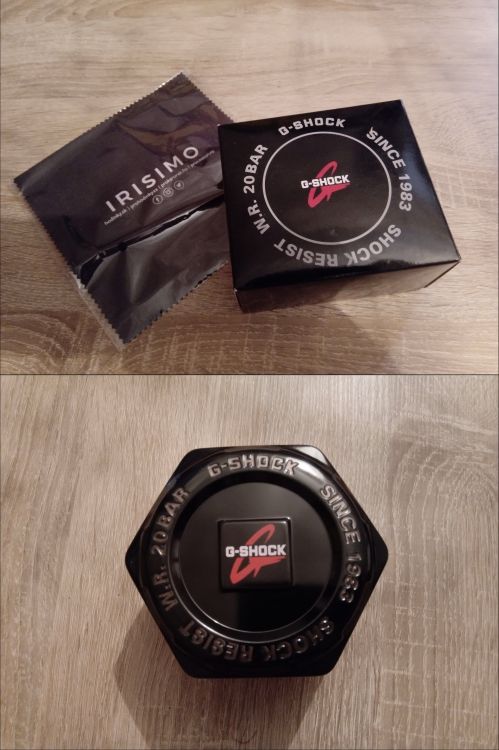 IRISIMO
G-SHOCK
SINCE 1983
SHOCK RESIST
W.R. 20BAR
G-SHOCK
G-SHOCK
SINCE 1983
SHOCK RESIST
W.R. 20BAR
G-SHOCK